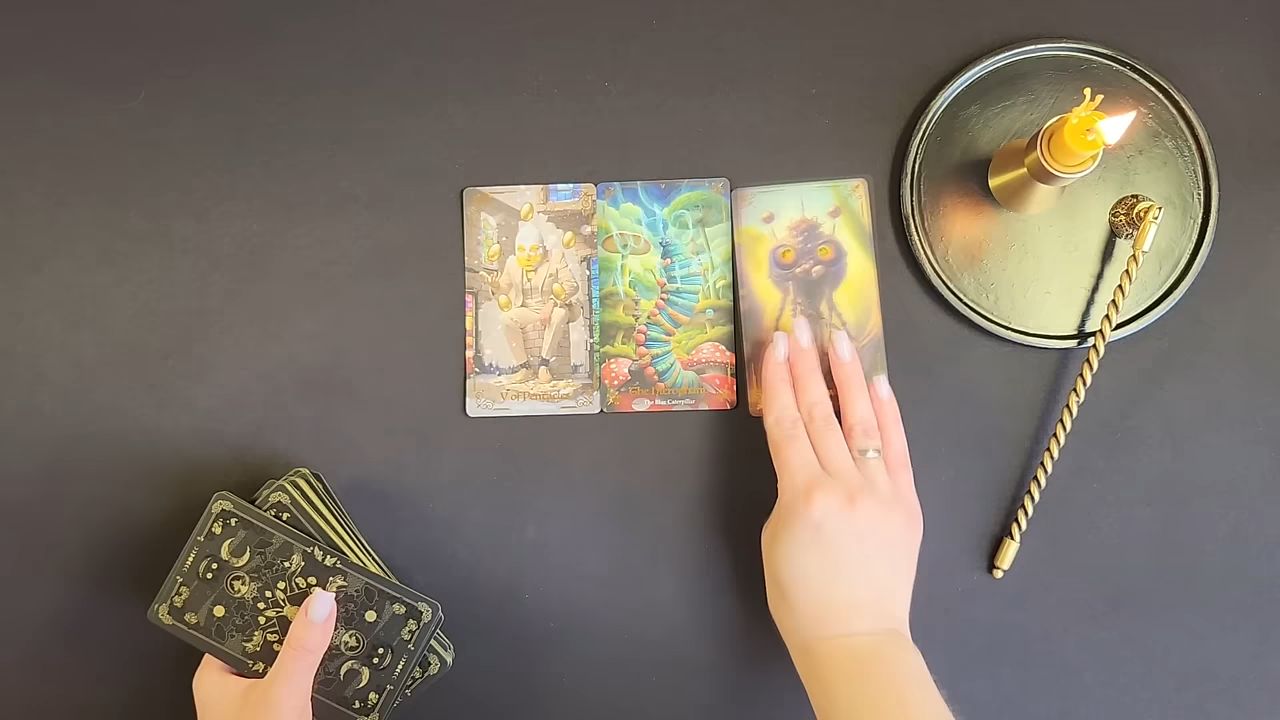 V of Pentacles
V
The Hierophant
The Blue Caterpillar